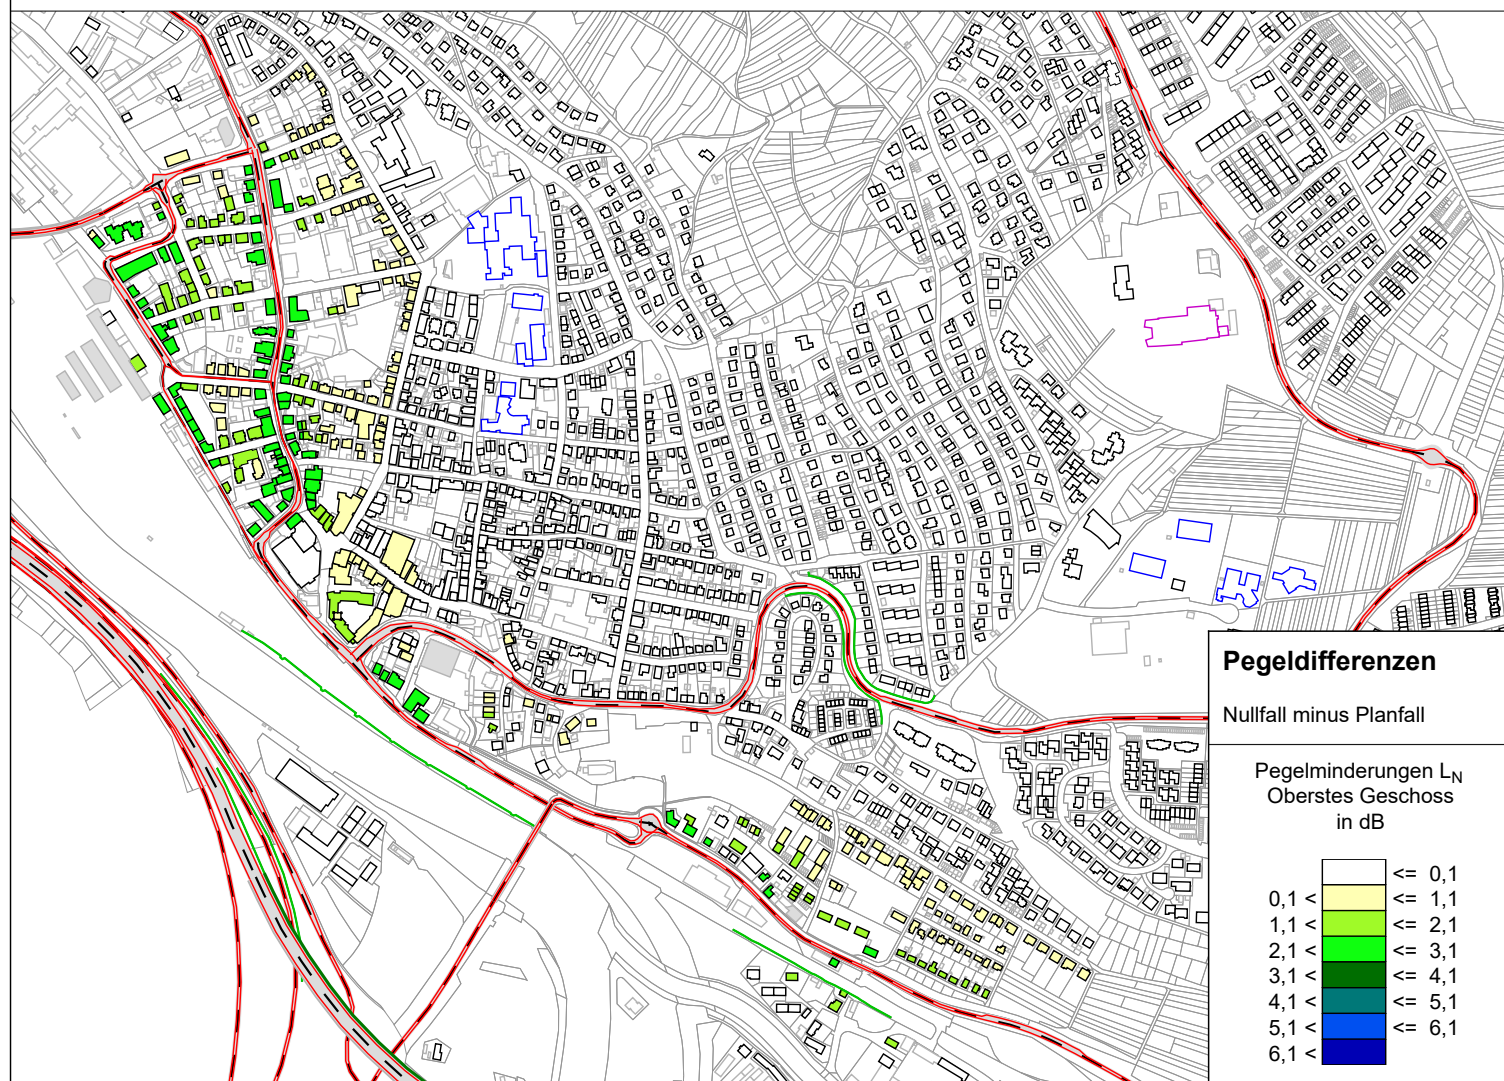 Pegeldifferenzen
Nullfall minus Planfall
Pegelminderungen LN
Oberstes Geschoss
in dB
<= 0,1
0,1 < <= 1,1
1,1 < <= 2,1
2,1 < <= 3,1
3,1 < <= 4,1
4,1 < <= 5,1
5,1 < <= 6,1
6,1 <